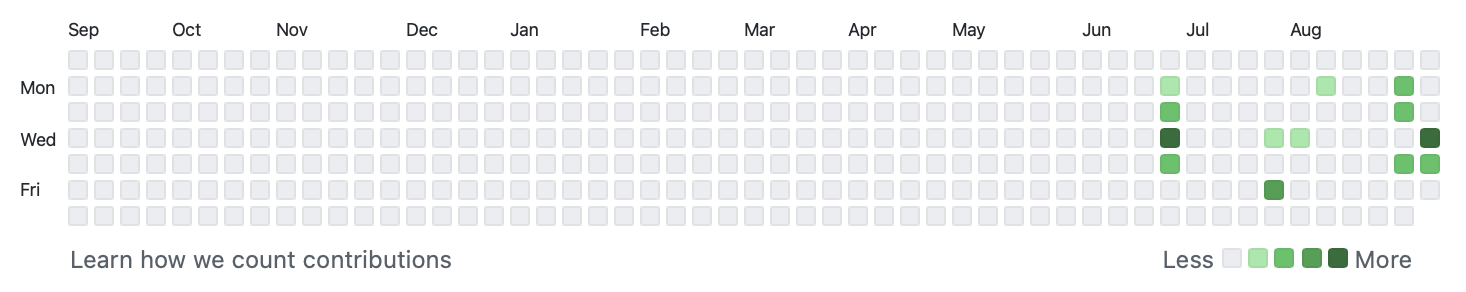 Sep Oct Nov Dec Jan Feb Mar Apr May Jun Jul Aug
Mon
Wed
Fri
Learn how we count contributions Less More